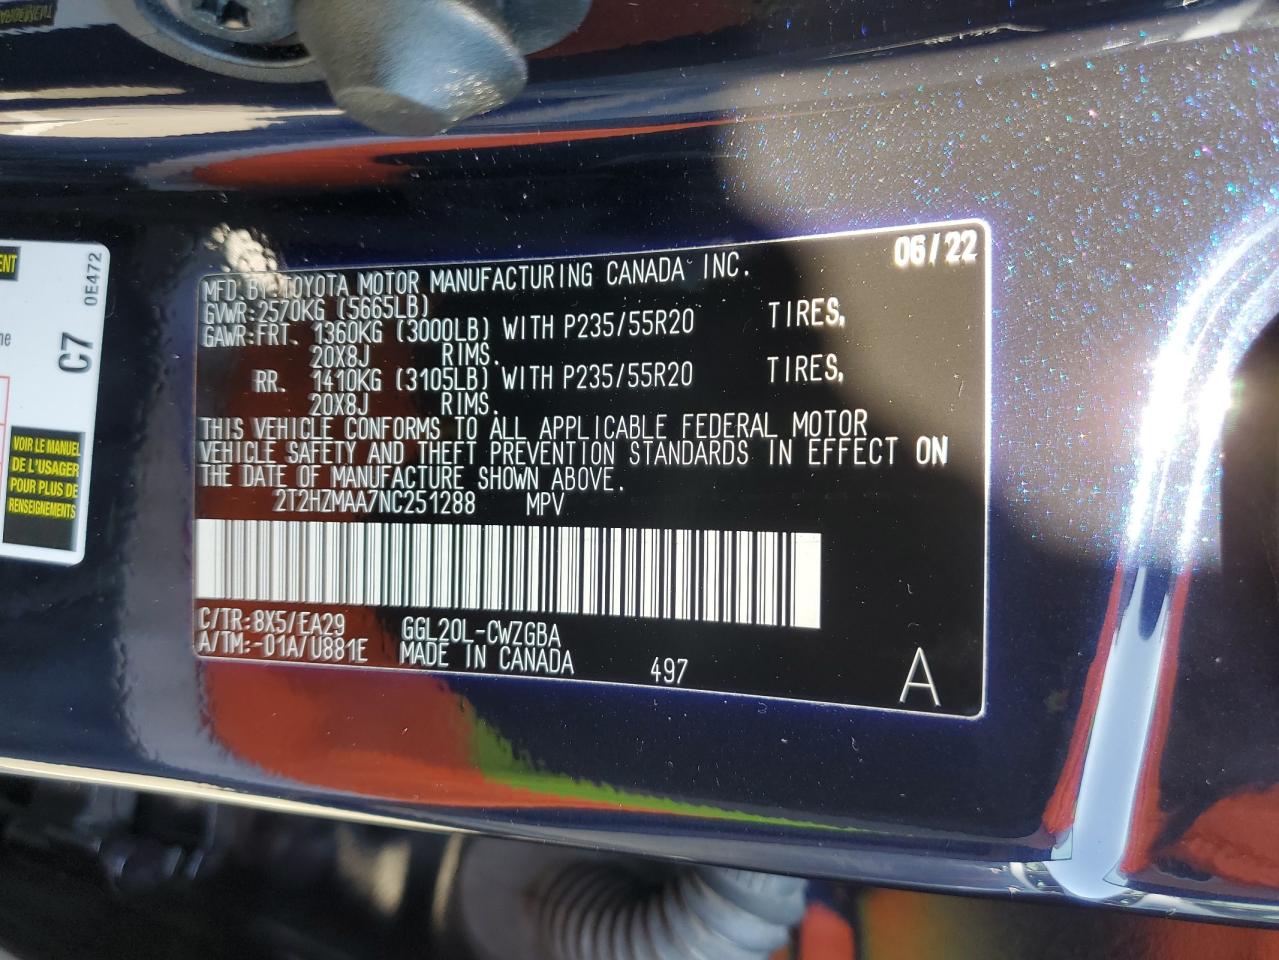 06/22
MFD. BY: TOYOTA MOTOR MANUFACTURING CANADA INC.
GVWR:2570KG (5665LB)
GAWR:FRT. 1360KG (3000LB) WITH P235/55R20 TIRES,
20X8J RIMS.
RR. 1410KG (3105LB) WITH P235/55R20 TIRES,
20X8J RIMS.
THIS VEHICLE CONFORMS TO ALL APPLICABLE FEDERAL MOTOR
VEHICLE SAFETY AND THEFT PREVENTION STANDARDS IN EFFECT ON
THE DATE OF MANUFACTURE SHOWN ABOVE.
2T2HZMAA7NC251288 MPV
C/TR:8X5/EA29 GGL20L-CWZGBA
A/TM:-01A/U881E MADE IN CANADA 497
A
0E472
C7
VOIR LE MANUEL
DE L'USAGER
POUR PLUS DE
RENSEIGNEMENTS